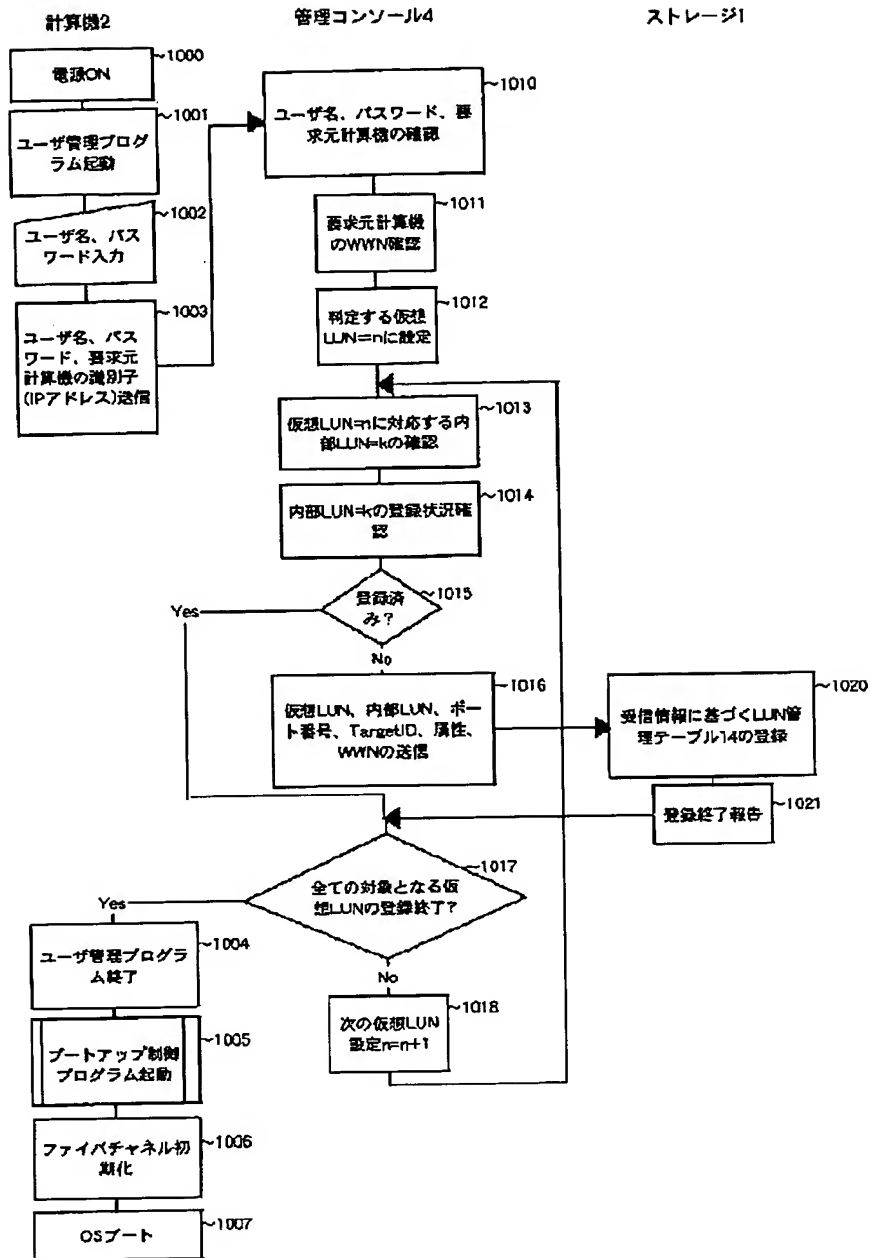 計算機2
管理コンソール4
ストレージ1
電源ON
~1000
ユーザ管理プログ
ラム起動
~1001
ユーザ名、パス
ワード入力
~1002
ユーザ名、パス
ワード、要求元
計算機の識別子
(IPアドレス)送信
~1003
ユーザ名、パスワード、要
求元計算機の確認
~1010
要求元計算機
のWWN確認
~1011
判定する仮想
LUN=nに設定
~1012
仮想LUN=nに対応する内
部LUN=kの確認
~1013
内部LUN=kの登録状況確
認
~1014
登録済
み?
~1015
Yes
No
仮想LUN、内部LUN、ポー
ト番号、TargetID、属性、
WWNの送信
~1016
受信情報に基づくLUN管
理テーブル14の登録
~1020
登録終了報告
~1021
全ての対象となる仮
想LUNの登録終了?
~1017
Yes
No
次の仮想LUN
設定n=n+1
~1018
ユーザ管理プログラ
ム終了
~1004
ブートアップ制御
プログラム起動
~1005
ファイバチャネル初
期化
~1006
OSブート
~1007